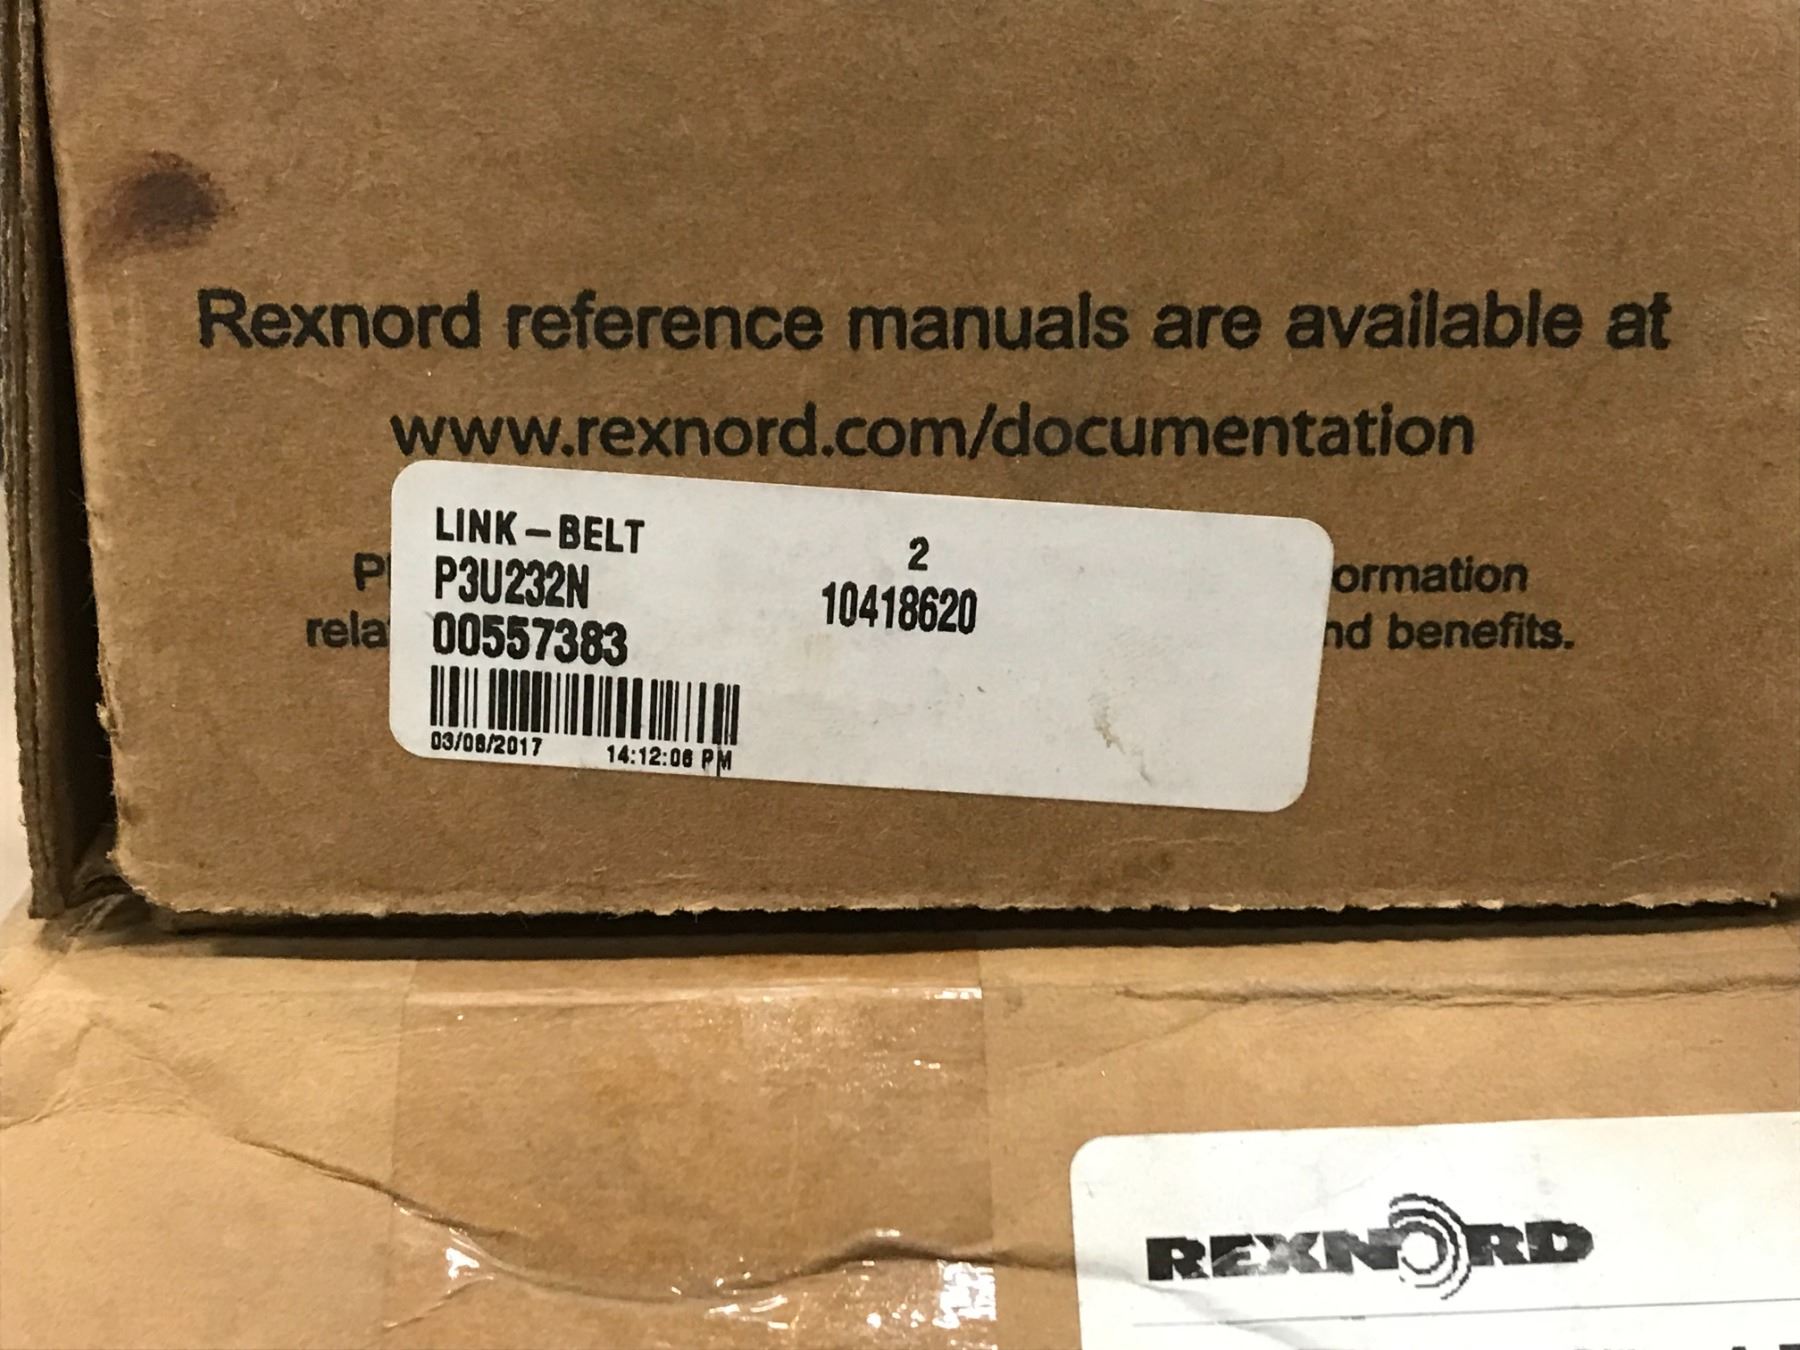 Rexnord reference manuals are available at
www.rexnord.com/documentation
LINK-BELT
P3U232N
00557383
2
10418620
03/08/2017 14:12:06 PM
ormation
rela nd benefits.
REXNORD